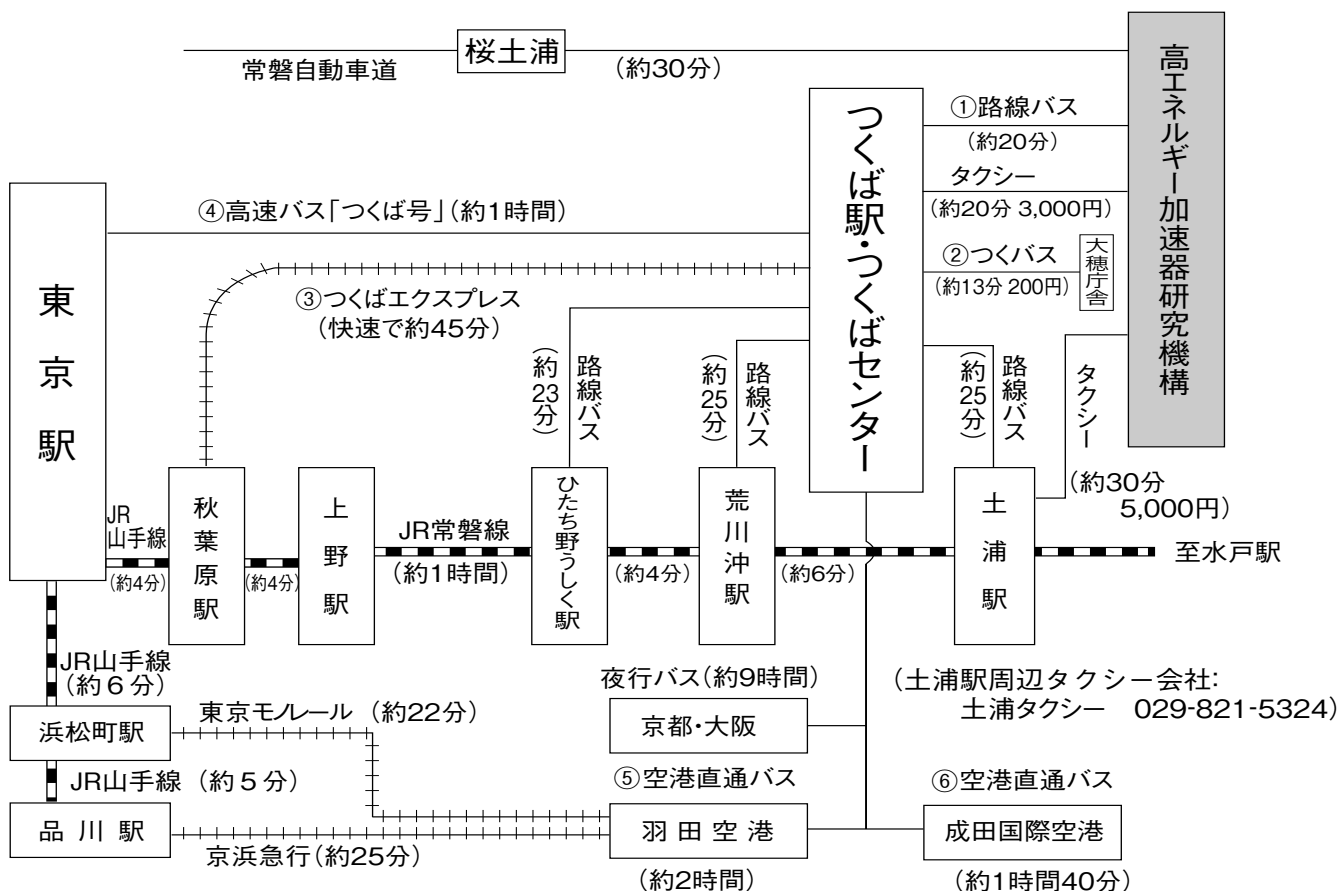 桜土浦
常磐自動車道
(約30分)
高エネルギー加速器研究機構
つくば駅・つくばセンター
①路線バス
(約20分)
タクシー
(約20分 3,000円)
②つくバス
(約13分 200円)
大穂庁舎
東京駅
④高速バス「つくば号」(約1時間)
③つくばエクスプレス
(快速で約45分)
路線バス
(約23分)
路線バス
(約25分)
路線バス
(約25分)
タクシー
(約30分
5,000円)
JR
山手線
(約4分)
秋葉原駅
(約4分)
上野駅
JR常磐線
(約1時間)
ひたち野うしく駅
(約4分)
荒川沖駅
(約6分)
土浦駅
至水戸駅
JR山手線
(約6分)
浜松町駅
東京モノレール (約22分)
JR山手線 (約5分)
品川駅
京浜急行(約25分)
夜行バス(約9時間)
京都・大阪
(土浦駅周辺タクシー会社:
土浦タクシー 029-821-5324)
⑤空港直通バス
羽田空港
(約2時間)
⑥空港直通バス
成田国際空港
(約1時間40分)